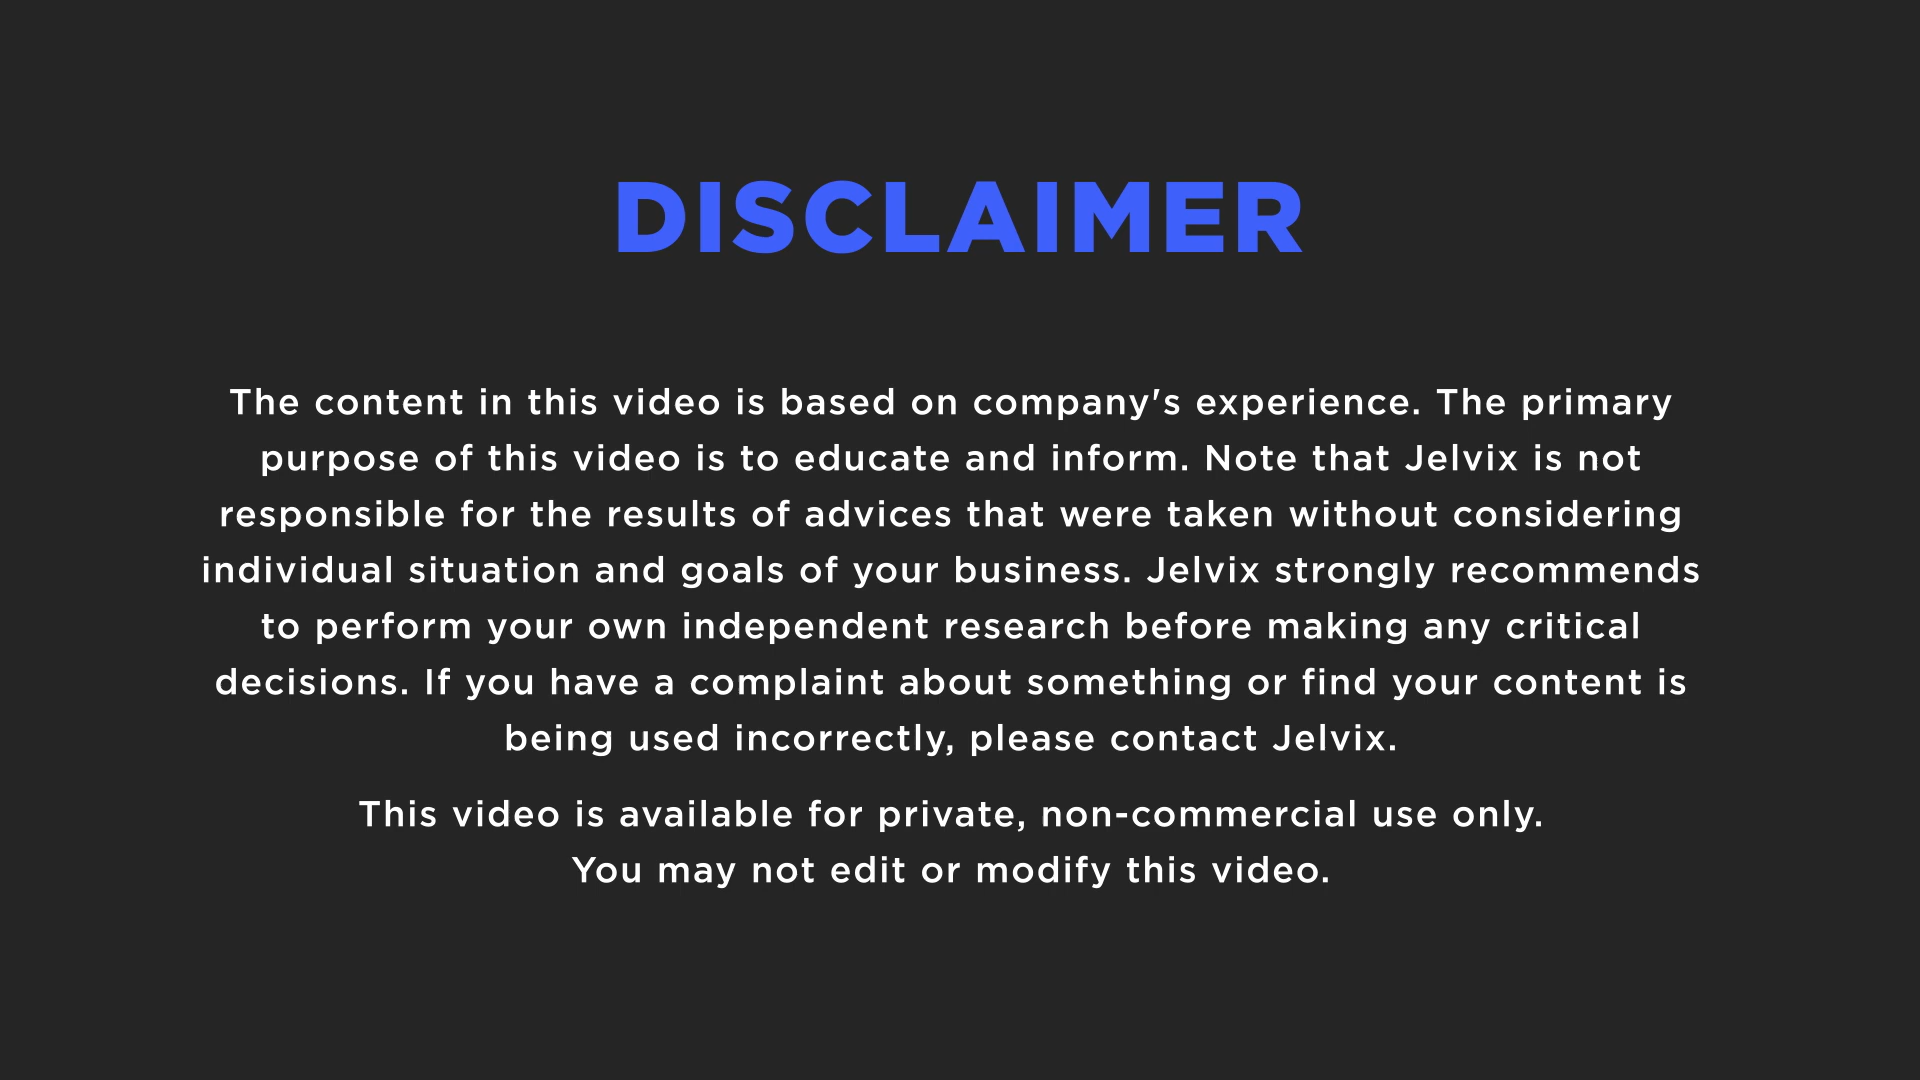 DISCLAIMER
The content in this video is based on company's experience. The primary
purpose of this video is to educate and inform. Note that Jelvix is not
responsible for the results of advices that were taken without considering
individual situation and goals of your business. Jelvix strongly recommends
to perform your own independent research before making any critical
decisions. If you have a complaint about something or find your content is
being used incorrectly, please contact Jelvix.
This video is available for private, non-commercial use only.
You may not edit or modify this video.